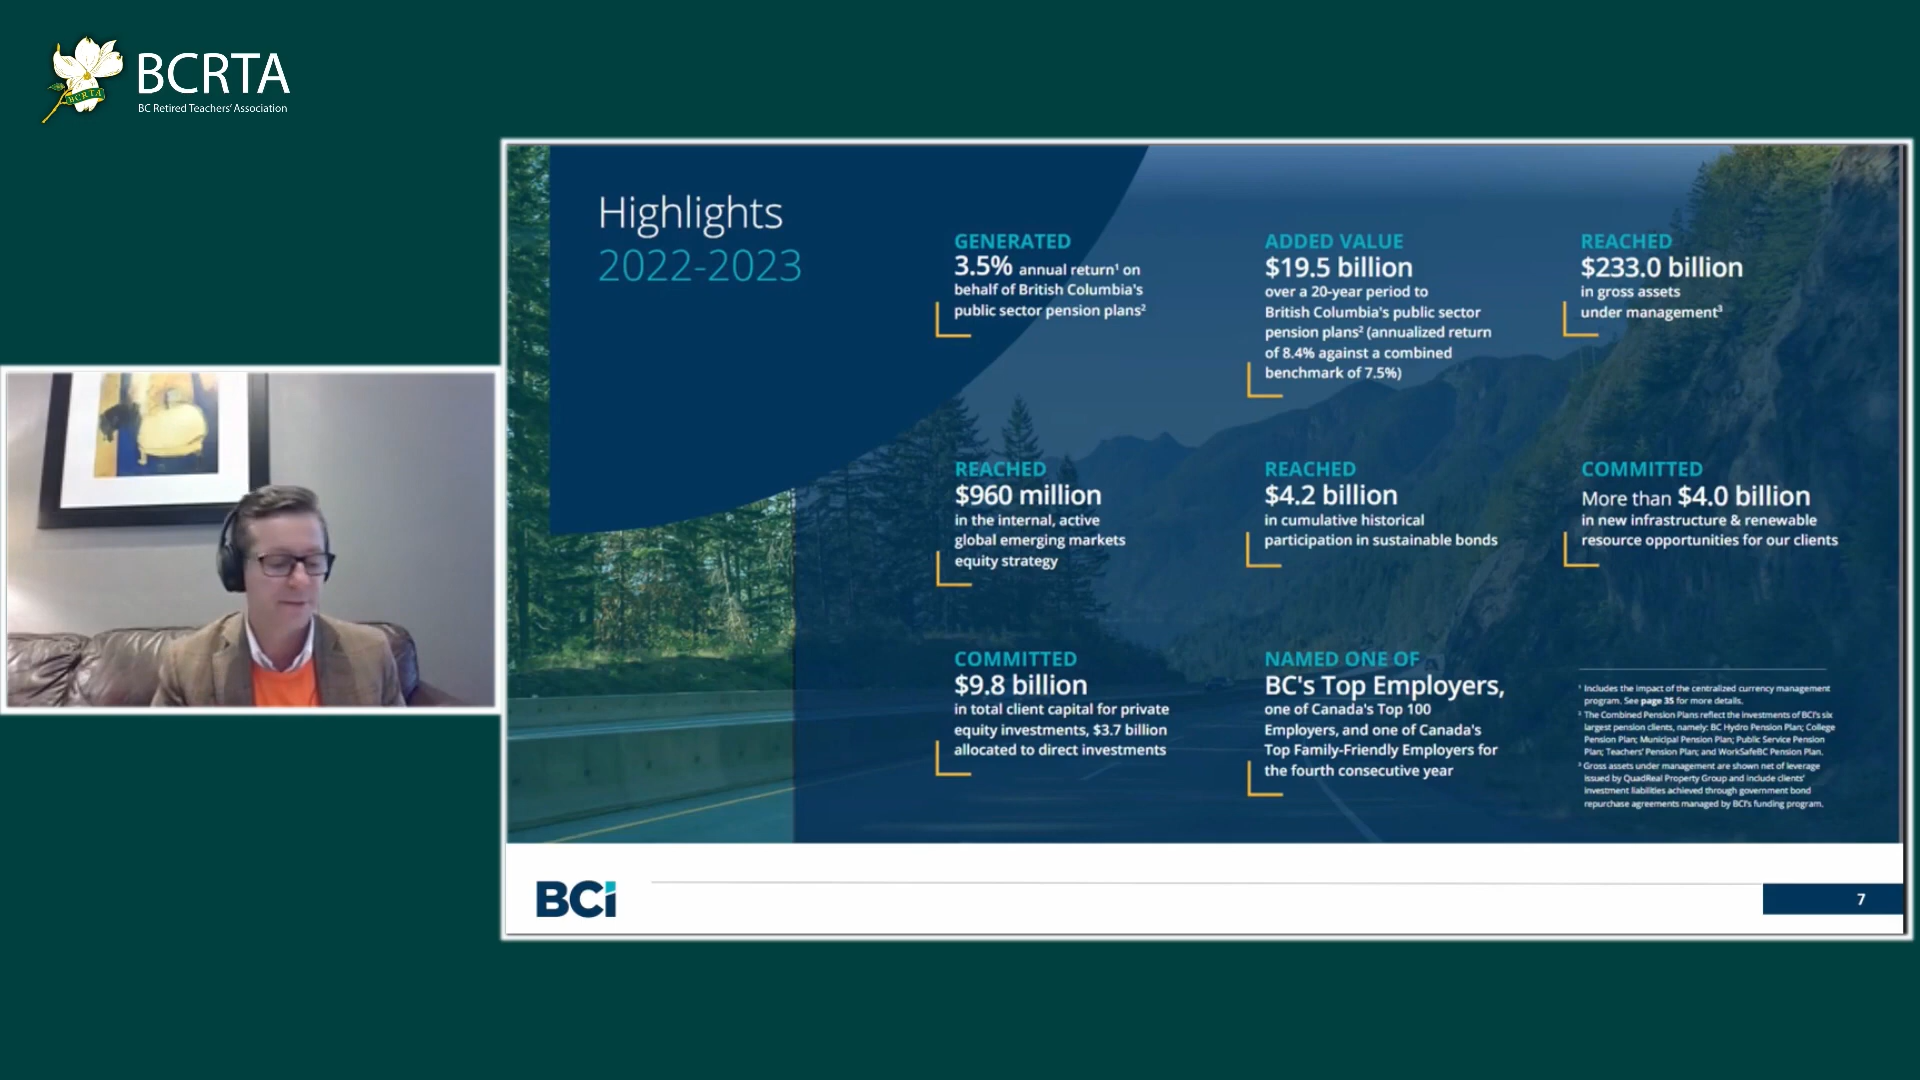 BCRTA
BC Retired Teachers' Association
BCRTA
Highlights
2022-2023
GENERATED
3.5% annual return¹ on
behalf of British Columbia's
public sector pension plans²
ADDED VALUE
$19.5 billion
over a 20-year period to
British Columbia's public sector
pension plans² (annualized return
of 8.4% against a combined
benchmark of 7.5%)
REACHED
$233.0 billion
in gross assets
under management³
REACHED
$960 million
in the internal, active
global emerging markets
equity strategy
REACHED
$4.2 billion
in cumulative historical
participation in sustainable bonds
COMMITTED
More than $4.0 billion
in new infrastructure & renewable
resource opportunities for our clients
COMMITTED
$9.8 billion
in total client capital for private
equity investments, $3.7 billion
allocated to direct investments
NAMED ONE OF
BC's Top Employers,
one of Canada's Top 100
Employers, and one of Canada's
Top Family-Friendly Employers for
the fourth consecutive year
¹ Includes the impact of the centralized currency management
program. See page 35 for more details.
² The Combined Pension Plans reflect the investments of BCI's six
largest pension clients, namely: BC Hydro Pension Plan; College
Pension Plan; Municipal Pension Plan; Public Service Pension
Plan; Teachers' Pension Plan; and WorkSafeBC Pension Plan.
³ Gross assets under management are shown net of leverage
issued by QuadReal Property Group and include clients'
investment liabilities achieved through government bond
repurchase agreements managed by BCI's funding program.
BCi
7